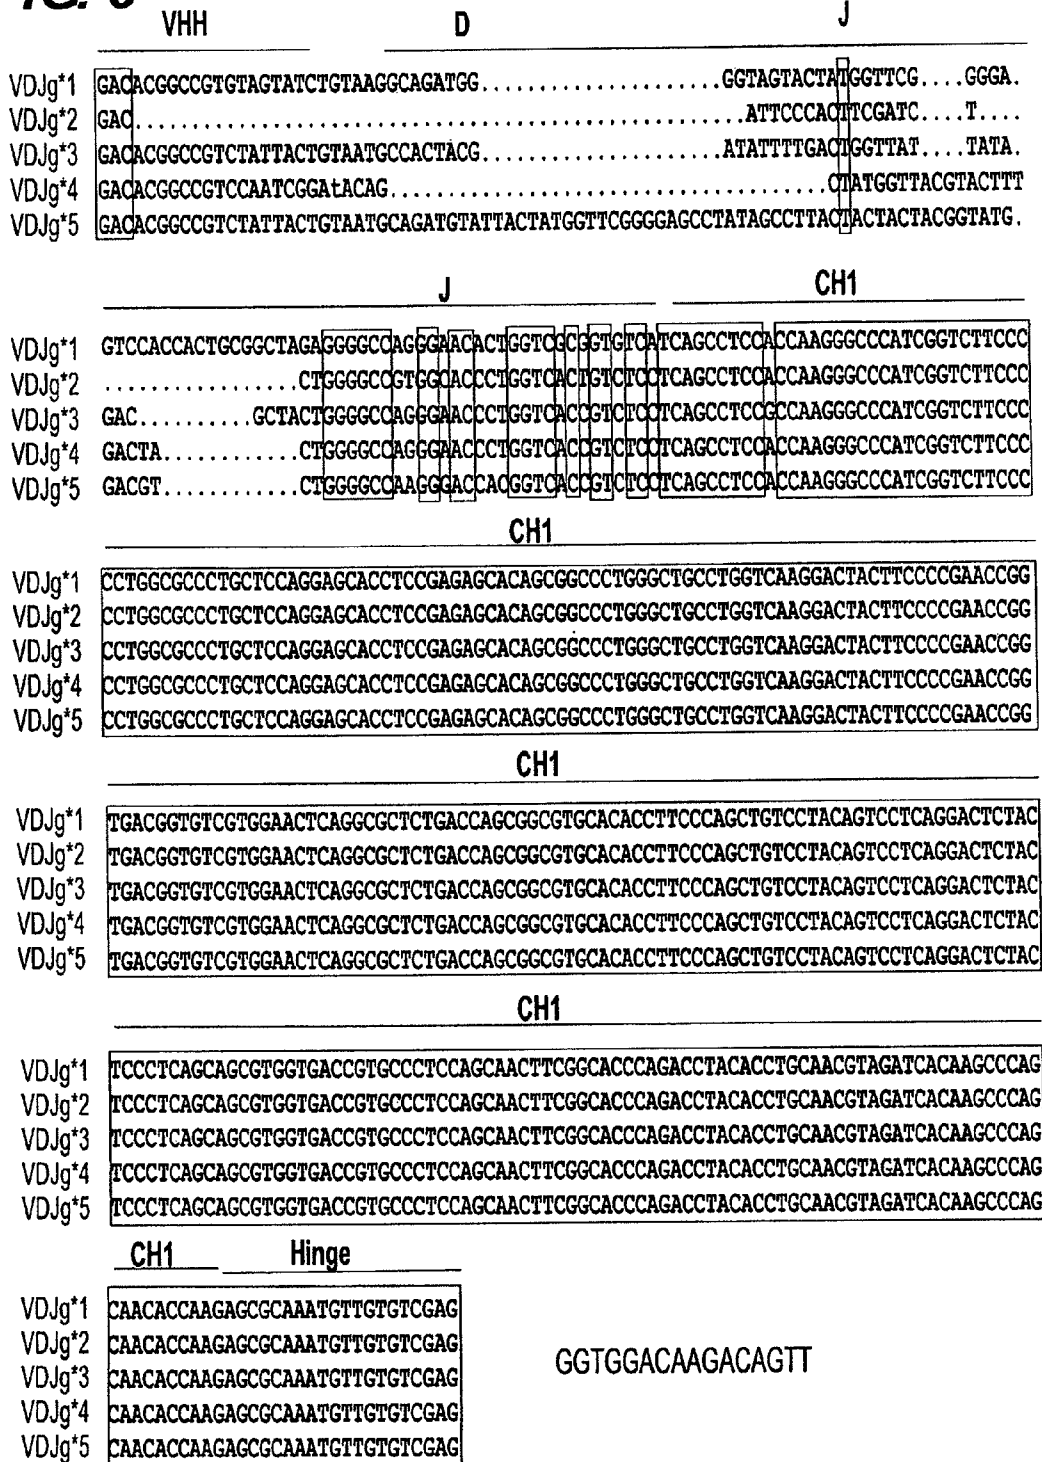 VHH D J
VDJg*1 GACACGGCCGTGTAGTATCTGTAAGGCAGATGG......................GGTAGTACTATGGTTCG....GGGA.
VDJg*2 GAC..............................................ATTCCCACTTCGATC....T....
VDJg*3 GACACGGCCGTCTATTACTGTAATGCCACTACG......................ATATTTTGACTGGTTAT....TATA.
VDJg*4 GACACGGCCGTCCAATCGGAtACAG........................................CTATGGTTACGTACTTT
VDJg*5 GACACGGCCGTCTATTACTGTAATGCAGATGTATTACTATGGTTCGGGGAGCCTATAGCCTTACTACTACTACGGTATG.
J CH1
VDJg*1 GTCCACCACTGCGGCTAGAGGGGCCAGGGAACACTGGTCGCGGTGTCATCAGCCTCCACCAAGGGCCCATCGGTCTTCCC
VDJg*2 .................CTGGGGCCGTGGCACCCTGGTCACTGTCTCCTCAGCCTCCACCAAGGGCCCATCGGTCTTCCC
VDJg*3 GAC..........GCTACTGGGGCCAGGGAACCCTGGTCACCGTCTCCTCAGCCTCCGCCAAGGGCCCATCGGTCTTCCC
VDJg*4 GACTA............CTGGGGCCAGGGAACCCTGGTCACCGTCTCCTCAGCCTCCACCAAGGGCCCATCGGTCTTCCC
VDJg*5 GACGT............CTGGGGCCAAGGGACCACGGTCACCGTCTCCTCAGCCTCCACCAAGGGCCCATCGGTCTTCCC
CH1
VDJg*1 CCTGGCGCCCTGCTCCAGGAGCACCTCCGAGAGCACAGCGGCCCTGGGCTGCCTGGTCAAGGACTACTTCCCCGAACCGG
VDJg*2 CCTGGCGCCCTGCTCCAGGAGCACCTCCGAGAGCACAGCGGCCCTGGGCTGCCTGGTCAAGGACTACTTCCCCGAACCGG
VDJg*3 CCTGGCGCCCTGCTCCAGGAGCACCTCCGAGAGCACAGCGGCCCTGGGCTGCCTGGTCAAGGACTACTTCCCCGAACCGG
VDJg*4 CCTGGCGCCCTGCTCCAGGAGCACCTCCGAGAGCACAGCGGCCCTGGGCTGCCTGGTCAAGGACTACTTCCCCGAACCGG
VDJg*5 CCTGGCGCCCTGCTCCAGGAGCACCTCCGAGAGCACAGCGGCCCTGGGCTGCCTGGTCAAGGACTACTTCCCCGAACCGG
CH1
VDJg*1 TGACGGTGTCGTGGAACTCAGGCGCTCTGACCAGCGGCGTGCACACCTTCCCAGCTGTCCTACAGTCCTCAGGACTCTAC
VDJg*2 TGACGGTGTCGTGGAACTCAGGCGCTCTGACCAGCGGCGTGCACACCTTCCCAGCTGTCCTACAGTCCTCAGGACTCTAC
VDJg*3 TGACGGTGTCGTGGAACTCAGGCGCTCTGACCAGCGGCGTGCACACCTTCCCAGCTGTCCTACAGTCCTCAGGACTCTAC
VDJg*4 TGACGGTGTCGTGGAACTCAGGCGCTCTGACCAGCGGCGTGCACACCTTCCCAGCTGTCCTACAGTCCTCAGGACTCTAC
VDJg*5 TGACGGTGTCGTGGAACTCAGGCGCTCTGACCAGCGGCGTGCACACCTTCCCAGCTGTCCTACAGTCCTCAGGACTCTAC
CH1
VDJg*1 TCCCTCAGCAGCGTGGTGACCGTGCCCTCCAGCAACTTCGGCACCCAGACCTACACCTGCAACGTAGATCACAAGCCCAG
VDJg*2 TCCCTCAGCAGCGTGGTGACCGTGCCCTCCAGCAACTTCGGCACCCAGACCTACACCTGCAACGTAGATCACAAGCCCAG
VDJg*3 TCCCTCAGCAGCGTGGTGACCGTGCCCTCCAGCAACTTCGGCACCCAGACCTACACCTGCAACGTAGATCACAAGCCCAG
VDJg*4 TCCCTCAGCAGCGTGGTGACCGTGCCCTCCAGCAACTTCGGCACCCAGACCTACACCTGCAACGTAGATCACAAGCCCAG
VDJg*5 TCCCTCAGCAGCGTGGTGACCGTGCCCTCCAGCAACTTCGGCACCCAGACCTACACCTGCAACGTAGATCACAAGCCCAG
CH1 Hinge
VDJg*1 CAACACCAAGAGCGCAAATGTTGTGTCGAG
VDJg*2 CAACACCAAGAGCGCAAATGTTGTGTCGAG
VDJg*3 CAACACCAAGAGCGCAAATGTTGTGTCGAG
VDJg*4 CAACACCAAGAGCGCAAATGTTGTGTCGAG
VDJg*5 CAACACCAAGAGCGCAAATGTTGTGTCGAG
GGTGGACAAGACAGTT